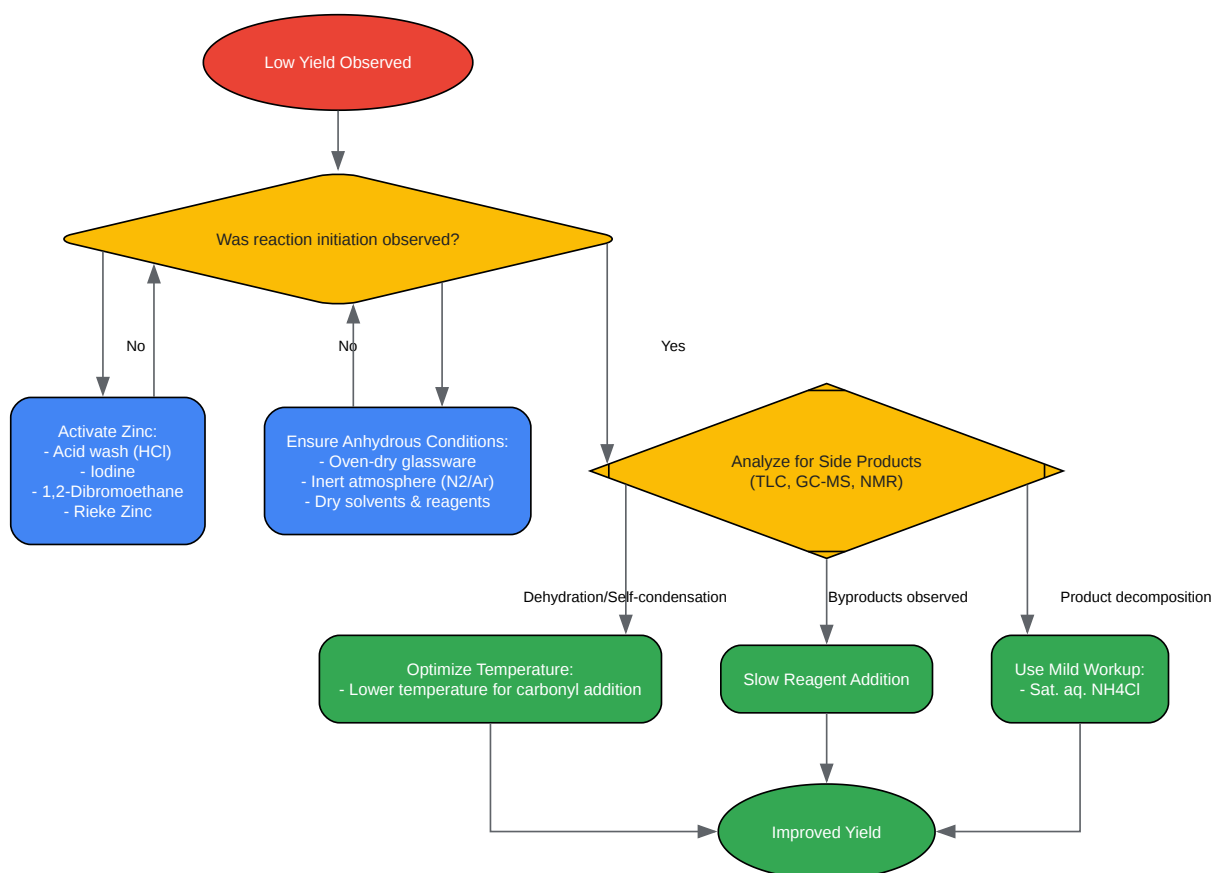 Low Yield Observed
Was reaction initiation observed?
No
No
Yes
Activate Zinc:
- Acid wash (HCl)
- Iodine
- 1,2-Dibromoethane
- Rieke Zinc
Ensure Anhydrous Conditions:
- Oven-dry glassware
- Inert atmosphere (N2/Ar)
- Dry solvents & reagents
Analyze for Side Products
(TLC, GC-MS, NMR)
Dehydration/Self-condensation
Byproducts observed
Product decomposition
Optimize Temperature:
- Lower temperature for carbonyl addition
Slow Reagent Addition
Use Mild Workup:
- Sat. aq. NH4Cl
Improved Yield